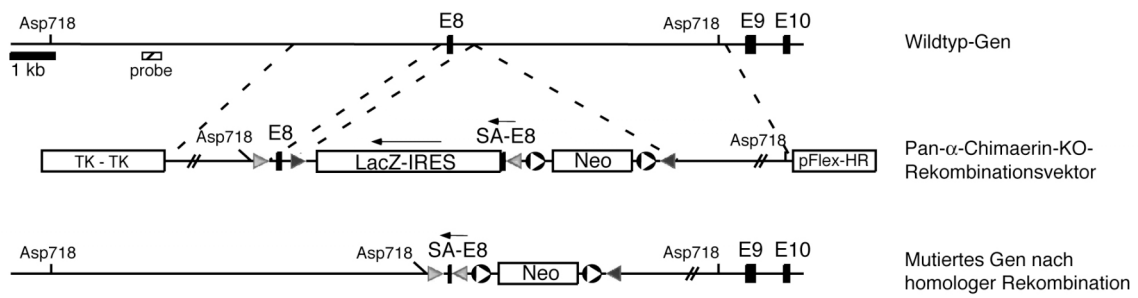 Asp718 E8 Asp718 E9 E10
Wildtyp-Gen
1 kb probe
Asp718 E8 SA-E8 Asp718
TK - TK LacZ-IRES Neo pFlex-HR
Pan-α-Chimaerin-KO-
Rekombinationsvektor
Asp718 Asp718 SA-E8 Asp718 E9 E10
Neo
Mutiertes Gen nach
homologer Rekombination